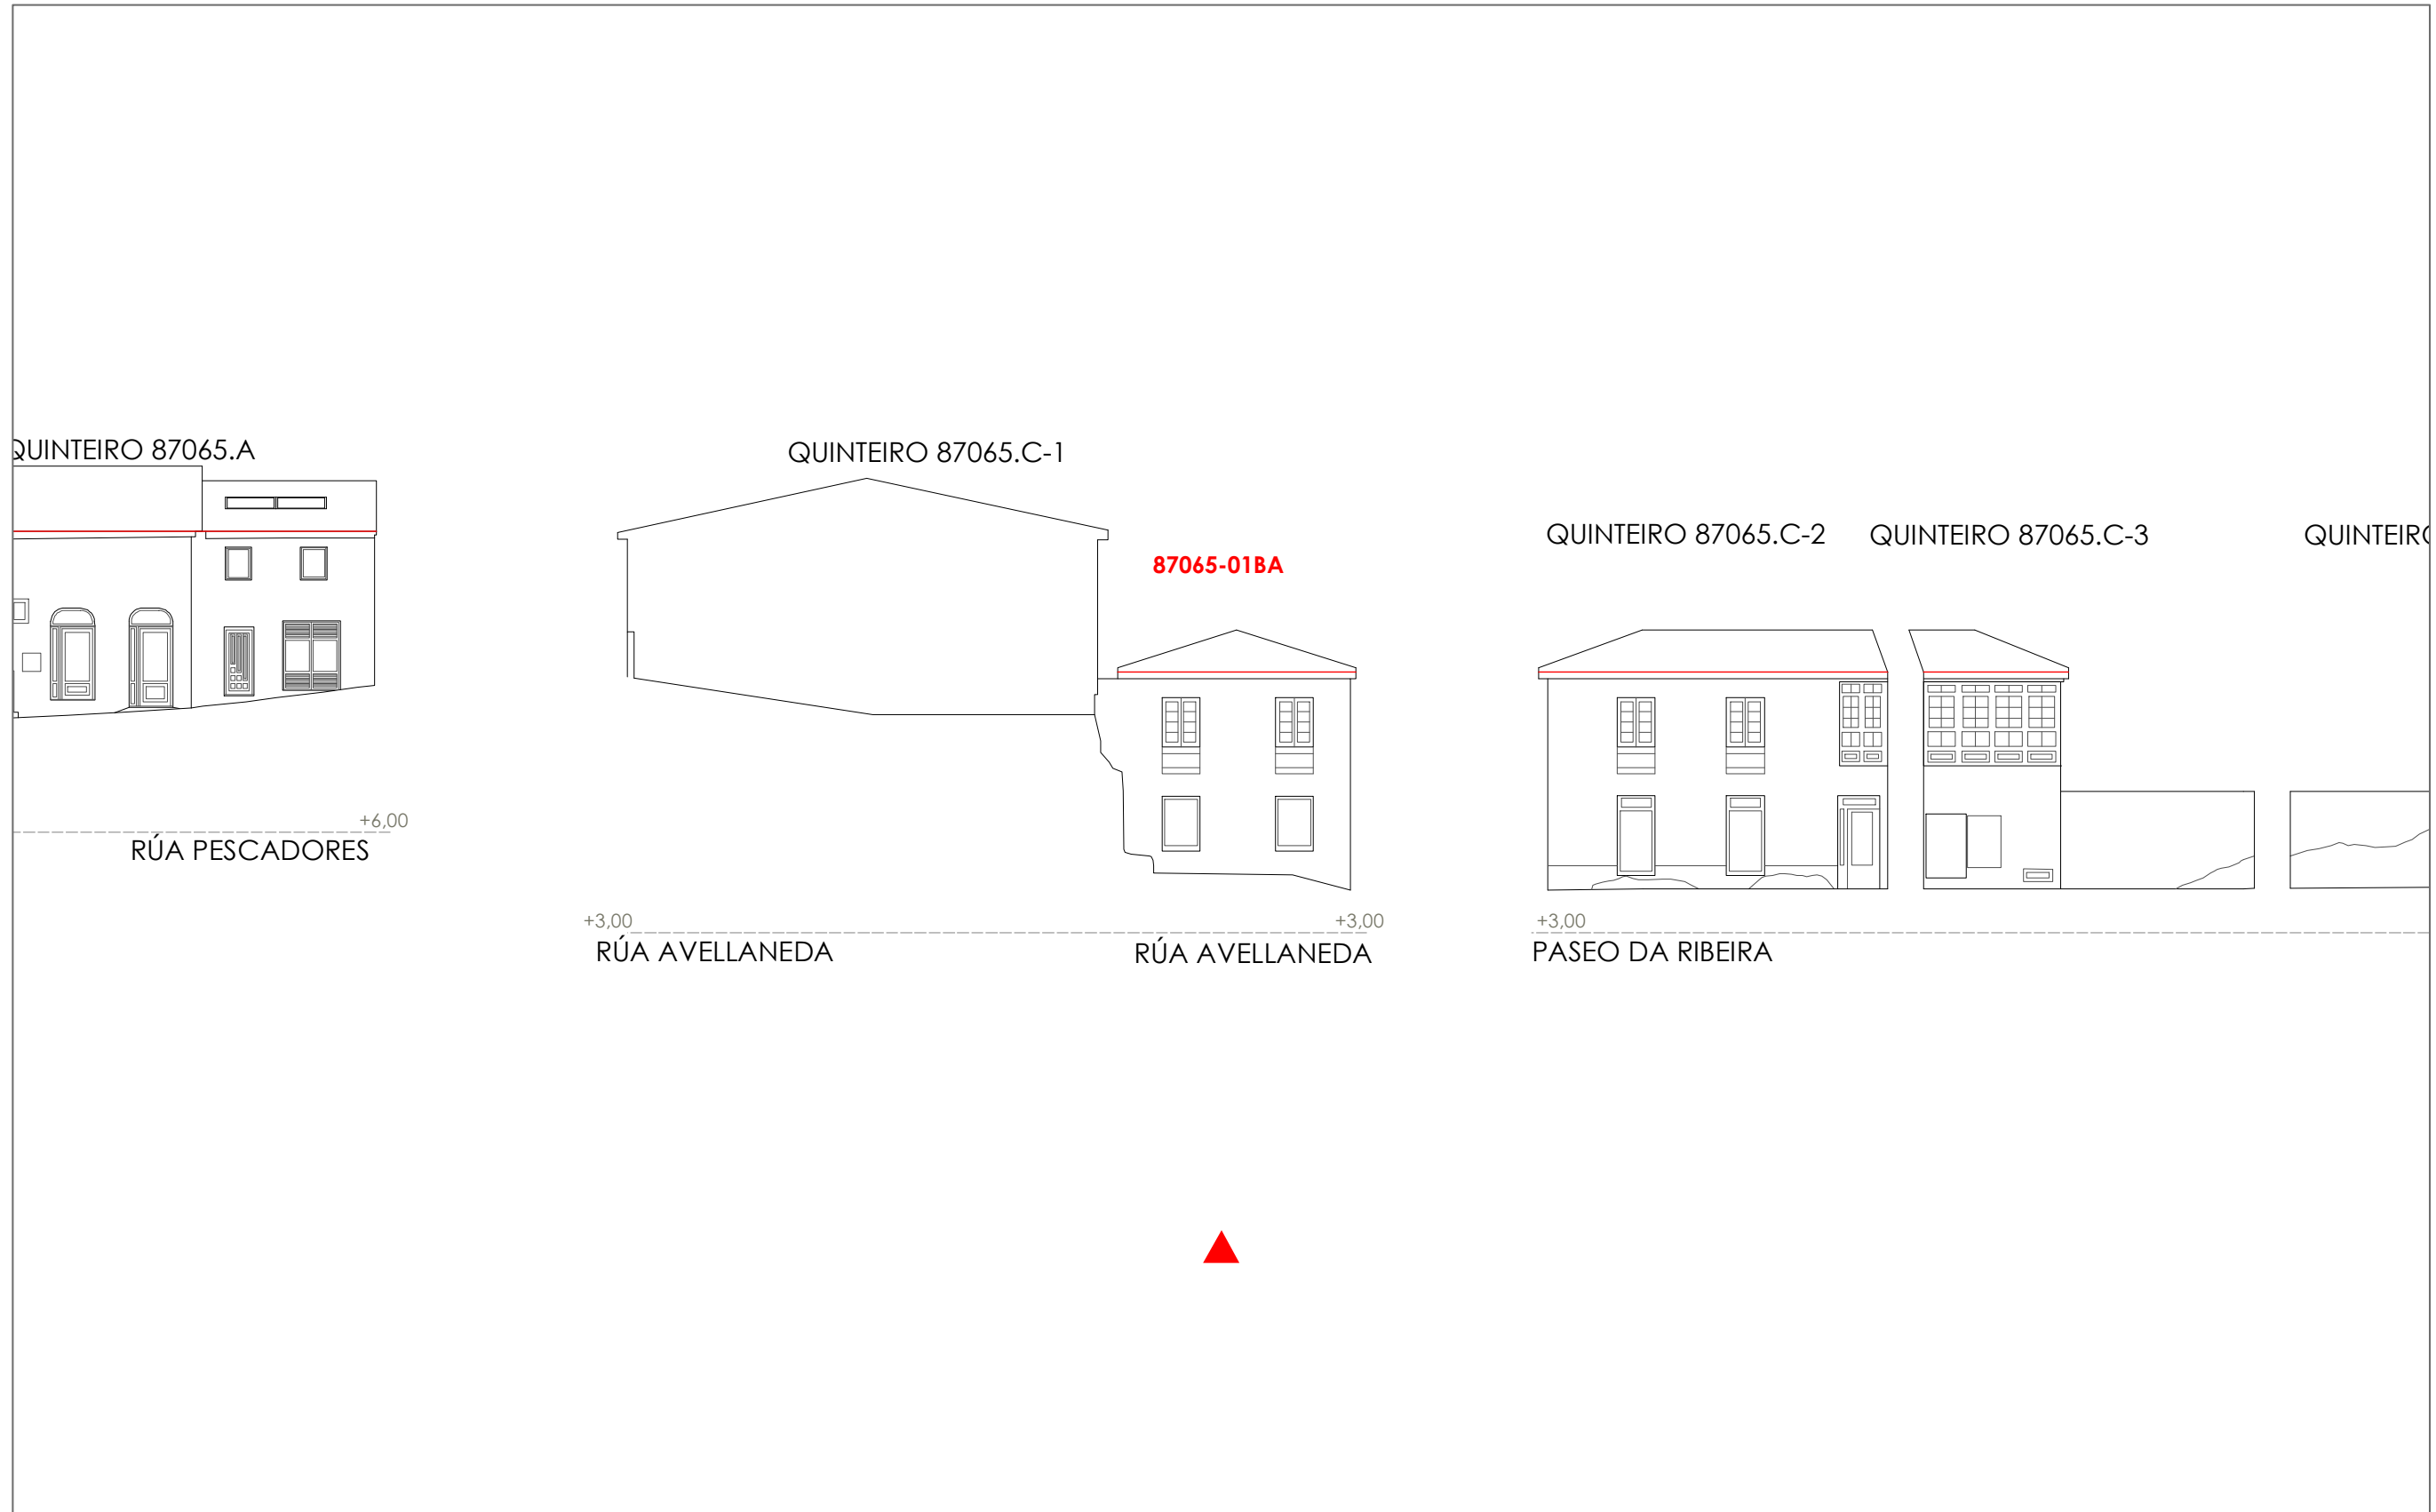 QUINTEIRO 87065.A
QUINTEIRO 87065.C-1
87065-01BA
QUINTEIRO 87065.C-2
QUINTEIRO 87065.C-3
QUINTEIRO
+6,00
RÚA PESCADORES
+3,00
+3,00
+3,00
RÚA AVELLANEDA
RÚA AVELLANEDA
PASEO DA RIBEIRA